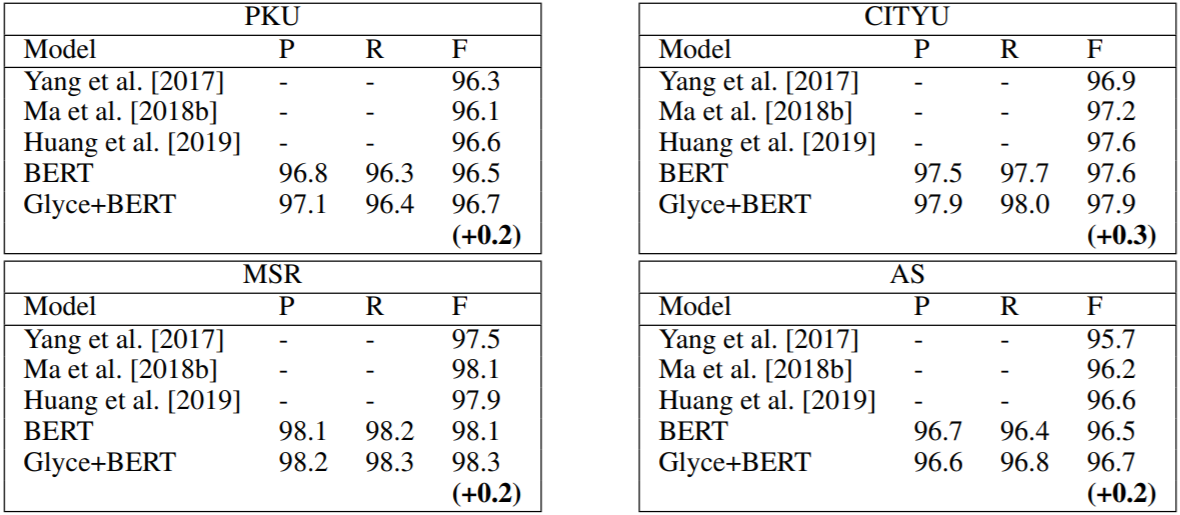 PKU
Model P R F
Yang et al. [2017] - - 96.3
Ma et al. [2018b] - - 96.1
Huang et al. [2019] - - 96.6
BERT 96.8 96.3 96.5
Glyce+BERT 97.1 96.4 96.7
(+0.2)
CITYU
Model P R F
Yang et al. [2017] - - 96.9
Ma et al. [2018b] - - 97.2
Huang et al. [2019] - - 97.6
BERT 97.5 97.7 97.6
Glyce+BERT 97.9 98.0 97.9
(+0.3)
MSR
Model P R F
Yang et al. [2017] - - 97.5
Ma et al. [2018b] - - 98.1
Huang et al. [2019] - - 97.9
BERT 98.1 98.2 98.1
Glyce+BERT 98.2 98.3 98.3
(+0.2)
AS
Model P R F
Yang et al. [2017] - - 95.7
Ma et al. [2018b] - - 96.2
Huang et al. [2019] - - 96.6
BERT 96.7 96.4 96.5
Glyce+BERT 96.6 96.8 96.7
(+0.2)